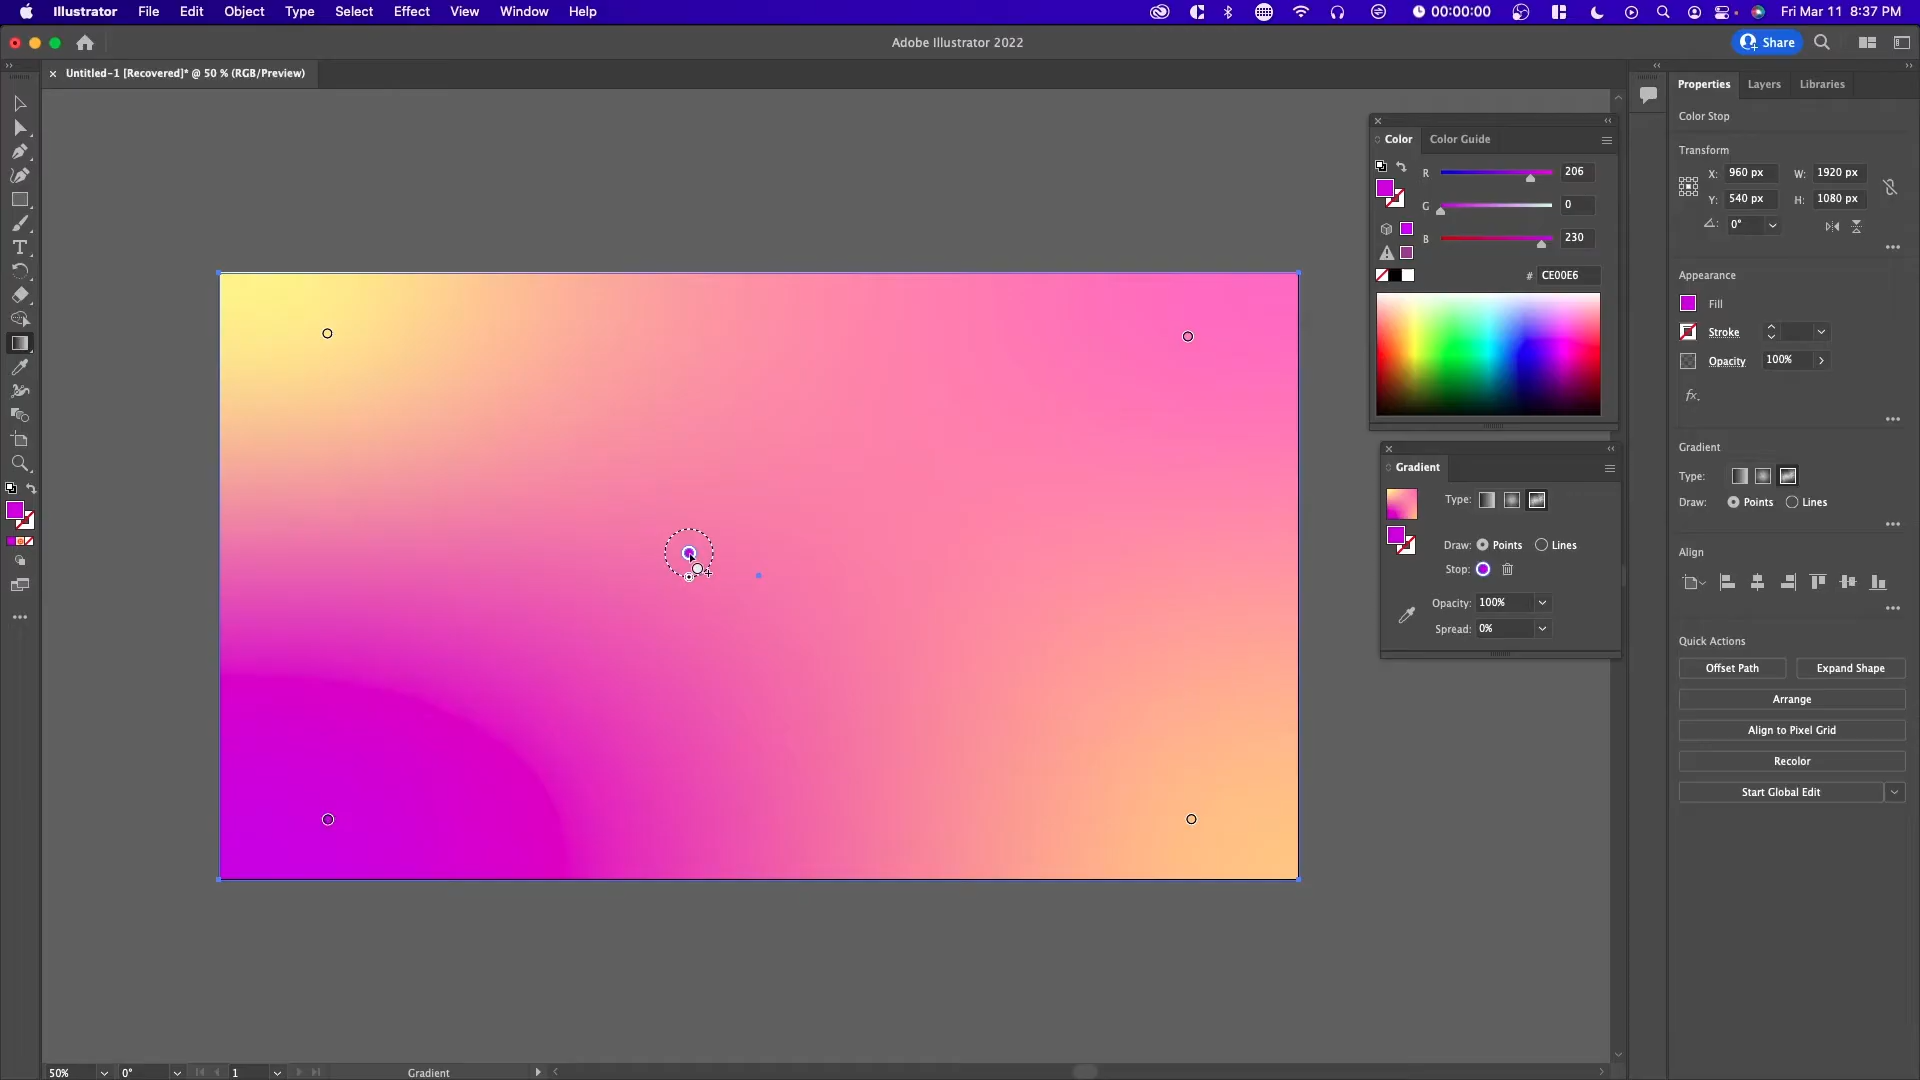 Illustrator File Edit Object Type Select Effect View Window Help 00:00:00 Fri Mar 11 8:37 PM
Adobe Illustrator 2022 Share
× Untitled-1 [Recovered]* @ 50 % (RGB/Preview)
Properties Layers Libraries
Color Stop
Transform
X: 960 px W: 1920 px
Y: 540 px H: 1080 px
0°
Appearance
Fill
Stroke
Opacity 100%
fx.
Gradient
Type:
Draw: Points Lines
Align
Quick Actions
Offset Path Expand Shape
Arrange
Align to Pixel Grid
Recolor
Start Global Edit
Color Color Guide
R 206
G 0
B 230
# CE00E6
Gradient
Type:
Draw: Points Lines
Stop:
Opacity: 100%
Spread: 0%
50% 0° 1 Gradient